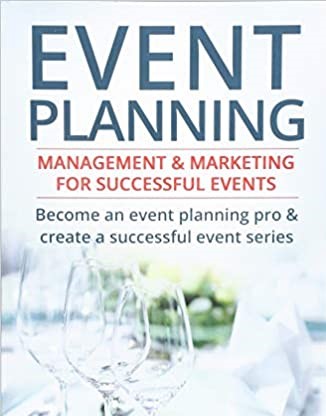 EVENT
PLANNING
MANAGEMENT & MARKETING
FOR SUCCESSFUL EVENTS
Become an event planning pro &
create a successful event series